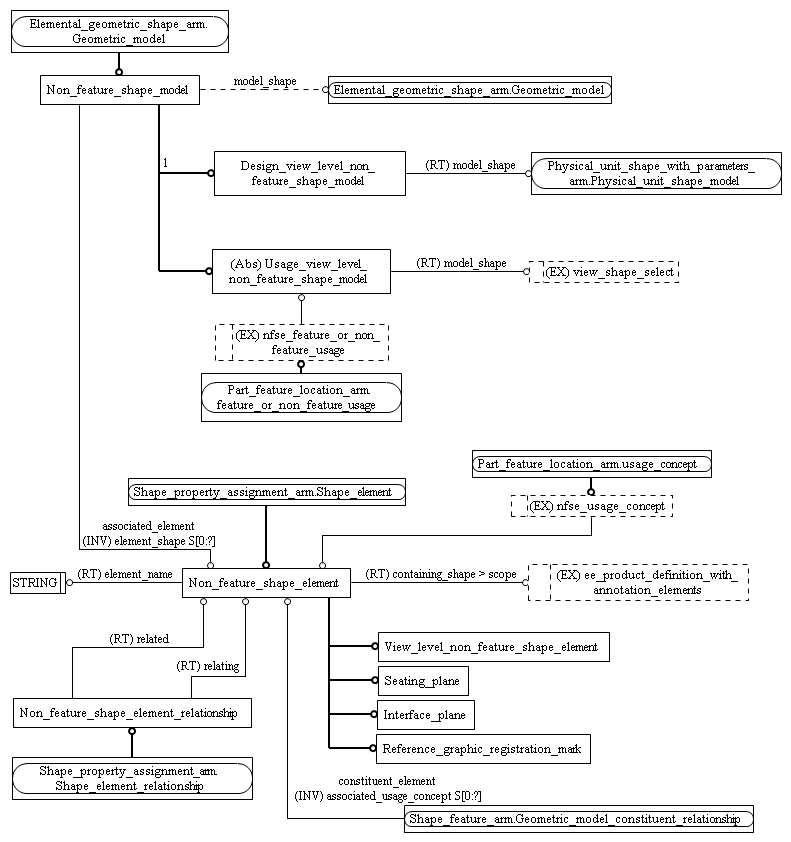 Elemental_geometric_shape_arm.
Geometric_model
Non_feature_shape_model
model_shape
Elemental_geometric_shape_arm.Geometric_model
1
Design_view_level_non_
feature_shape_model
(RT) model_shape
Physical_unit_shape_with_parameters_
arm.Physical_unit_shape_model
(Abs) Usage_view_level_
non_feature_shape_model
(RT) model_shape
(EX) view_shape_select
(EX) nfse_feature_or_non_
feature_usage
Part_feature_location_arm.
feature_or_non_feature_usage
Part_feature_location_arm.usage_concept
Shape_property_assignment_arm.Shape_element
(EX) nfse_usage_concept
associated_element
(INV) element_shape S[0:?]
STRING
(RT) element_name
Non_feature_shape_element
(RT) containing_shape > scope
(EX) ee_product_definition_with_
annotation_elements
(RT) related
(RT) relating
View_level_non_feature_shape_element
Seating_plane
Non_feature_shape_element_relationship
Interface_plane
Reference_graphic_registration_mark
Shape_property_assignment_arm.
Shape_element_relationship
constituent_element
(INV) associated_usage_concept S[0:?]
Shape_feature_arm.Geometric_model_constituent_relationship